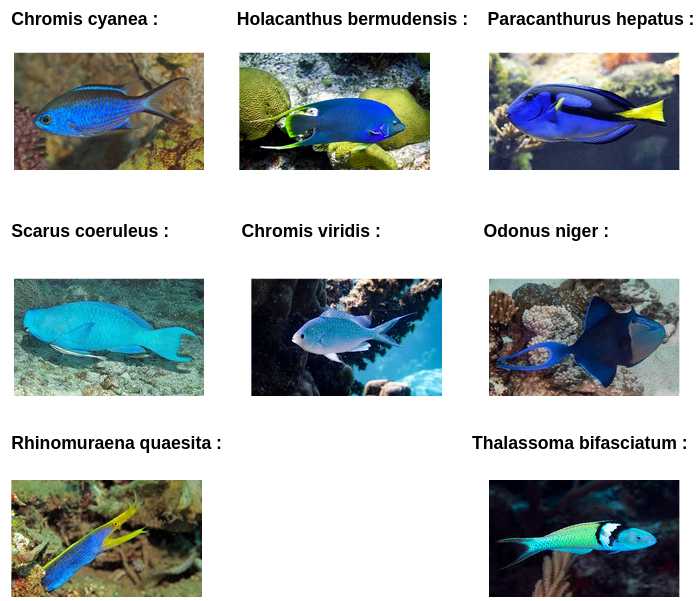 Chromis cyanea :
Holacanthus bermudensis :
Paracanthurus hepatus :
Scarus coeruleus :
Chromis viridis :
Odonus niger :
Rhinomuraena quaesita :
Thalassoma bifasciatum :